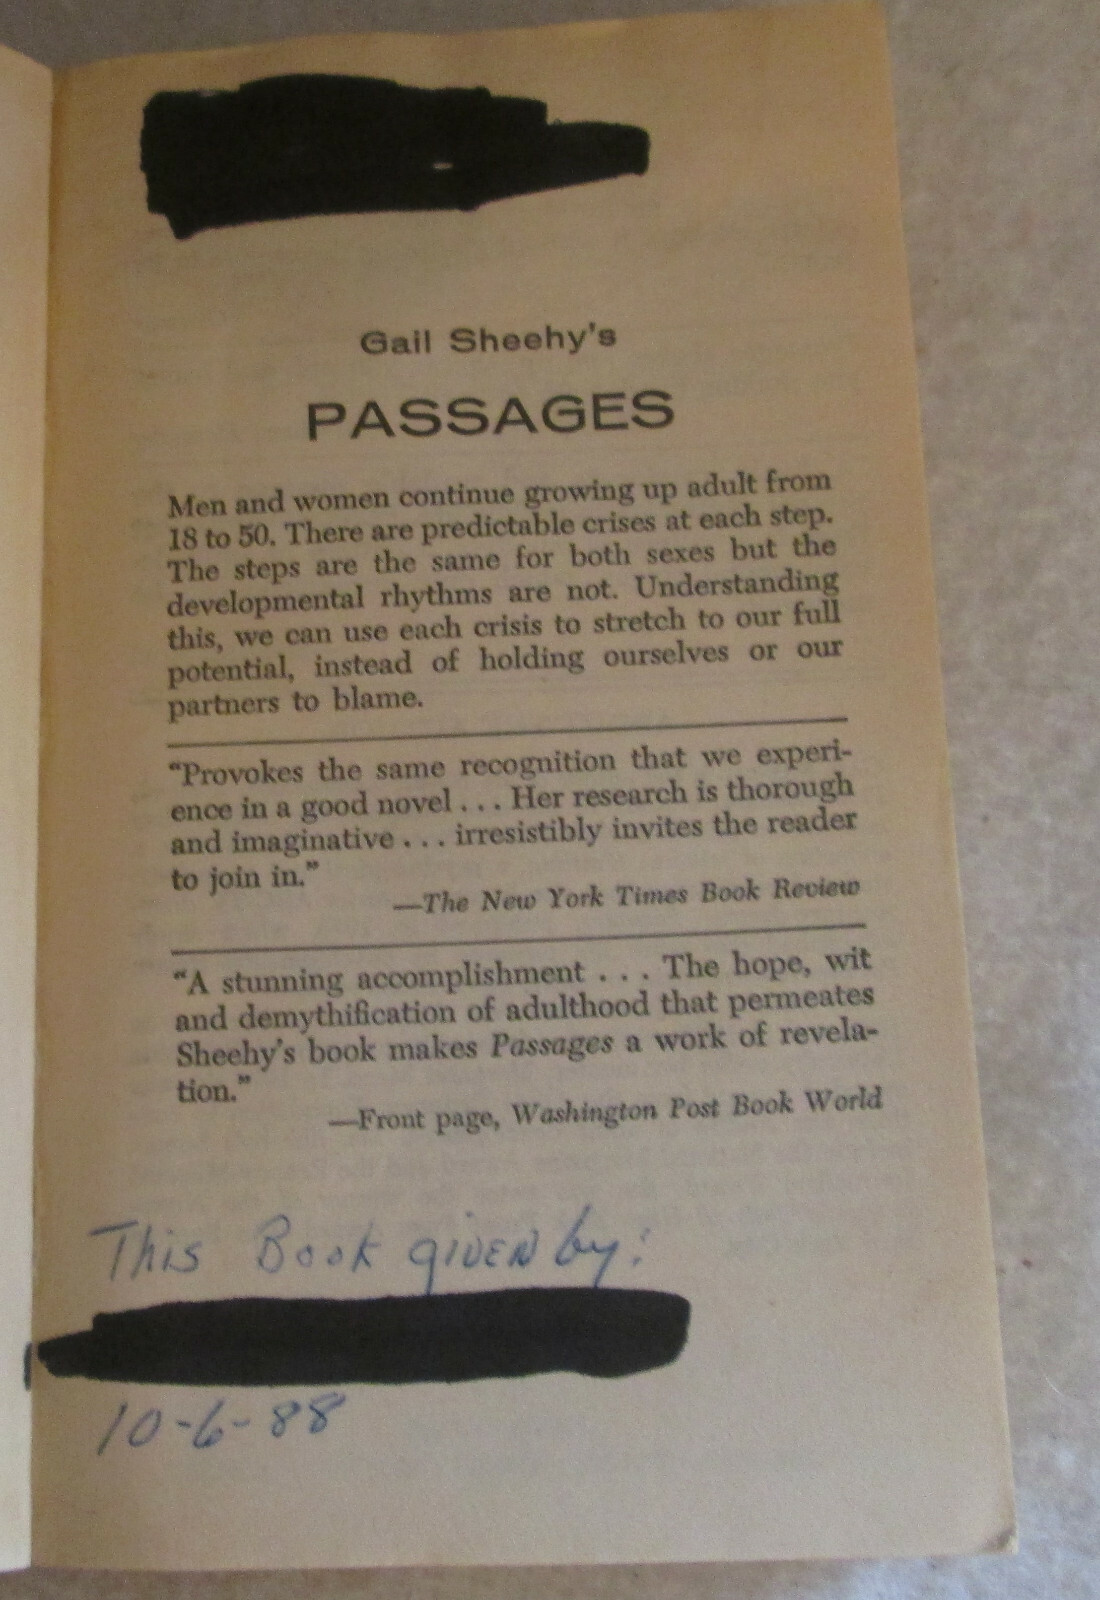 Gail Sheehy's
PASSAGES
Men and women continue growing up adult from
18 to 50. There are predictable crises at each step.
The steps are the same for both sexes but the
developmental rhythms are not. Understanding
this, we can use each crisis to stretch to our full
potential, instead of holding ourselves or our
partners to blame.
"Provokes the same recognition that we experi-
ence in a good novel . . . Her research is thorough
and imaginative . . . irresistibly invites the reader
to join in."
—The New York Times Book Review
"A stunning accomplishment . . . The hope, wit
and demythification of adulthood that permeates
Sheehy's book makes Passages a work of revela-
tion."
—Front page, Washington Post Book World
This Book given by:
10-6-88